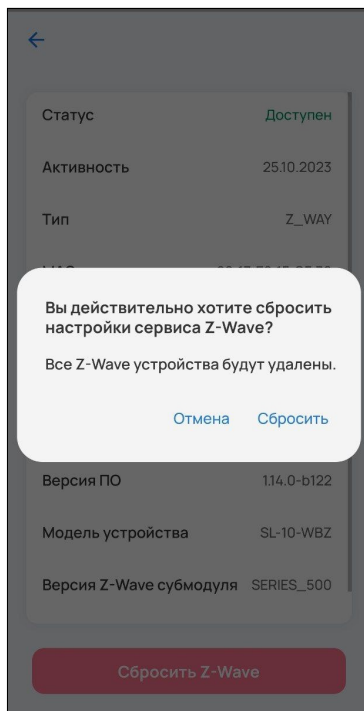 Статус Доступен
Активность 25.10.2023
Тип Z_WAY
Вы действительно хотите сбросить
настройки сервиса Z-Wave?
Все Z-Wave устройства будут удалены.
Отмена Сбросить
Версия ПО 1.14.0-b122
Модель устройства SL-10-WBZ
Версия Z-Wave субмодуля SERIES_500
Сбросить Z-Wave